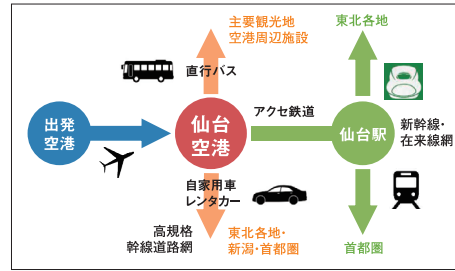 主要観光地
空港周辺施設
東北各地
直行バス
出発
空港
仙台
空港
アクセ鉄道
仙台駅
新幹線・
在来線網
自家用車
レンタカー
高規格
幹線道路網
東北各地・
新潟・首都圏
首都圏